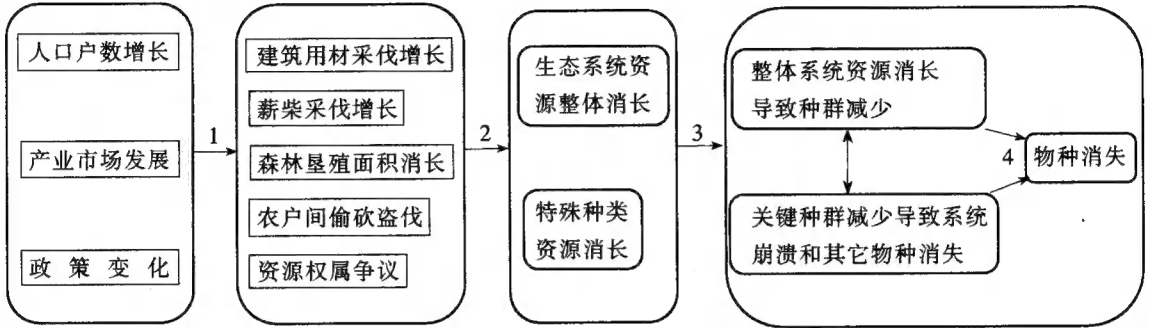 人口户数增长
产业市场发展
政策变化
1
建筑用材采伐增长
薪柴采伐增长
森林垦殖面积消长
农户间偷砍盗伐
资源权属争议
2
生态系统资
源整体消长
特殊种类
资源消长
3
整体系统资源消长
导致种群减少
关键种群减少导致系统
崩溃和其它物种消失
4
物种消失